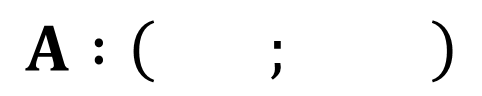 A : (        ;        )